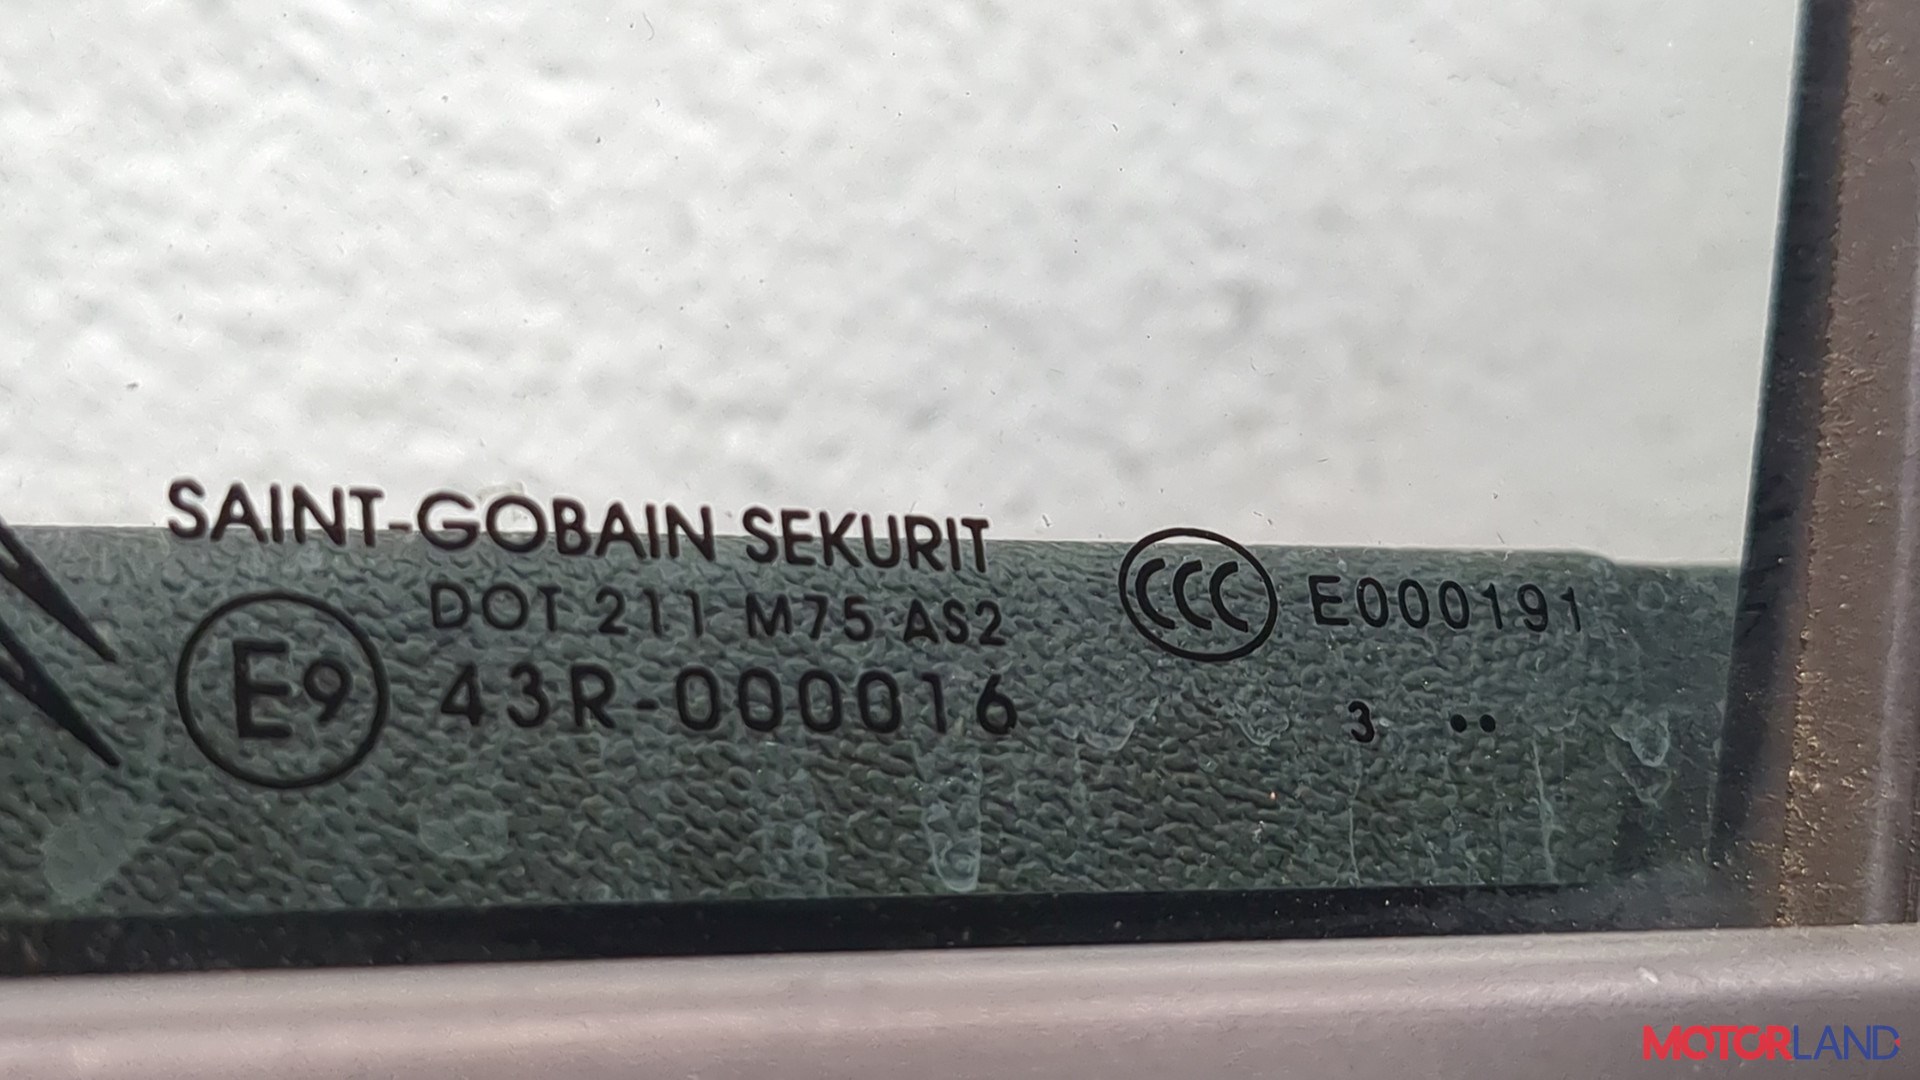 SAINT-GOBAIN SEKURIT
DOT 211 M75 AS2
E9 43R-000016
CCC E000191
3 ••
MOTORLAND